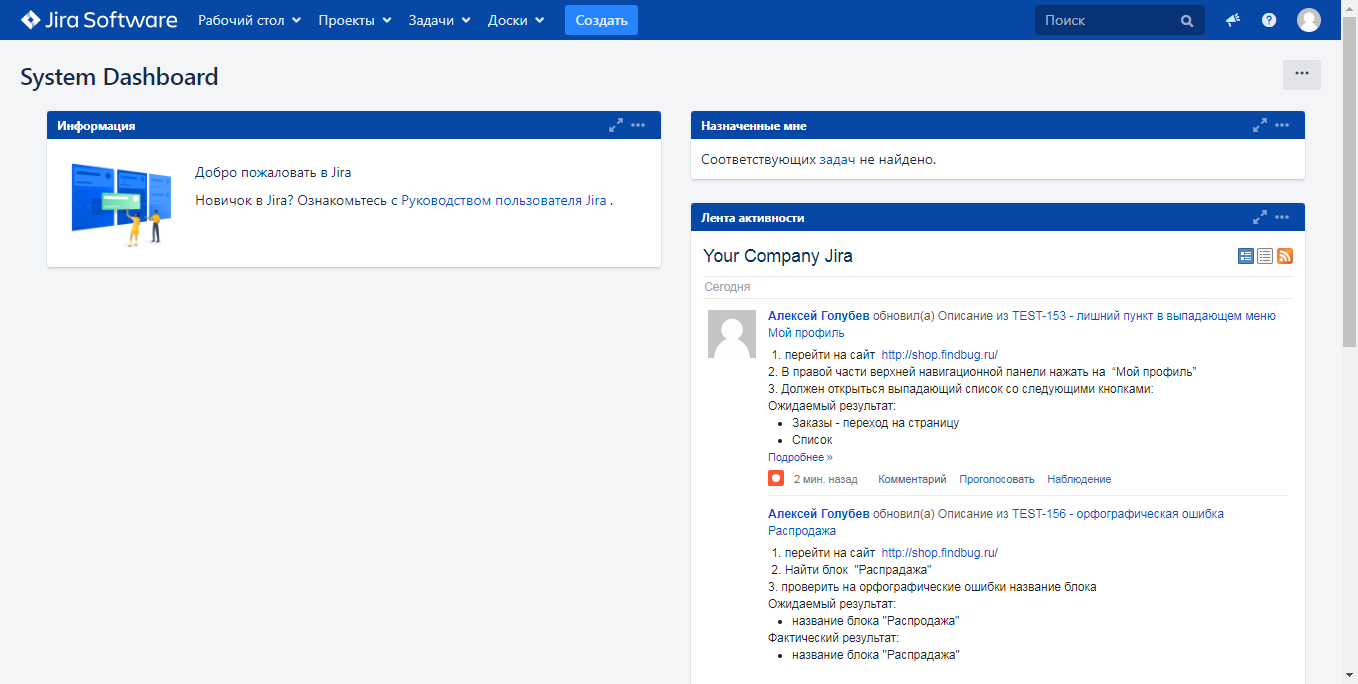 Jira Software Рабочий стол Проекты Задачи Доски Создать Поиск
System Dashboard
Информация
Добро пожаловать в Jira
Новичок в Jira? Ознакомьтесь с Руководством пользователя Jira .
Назначенные мне
Соответствующих задач не найдено.
Лента активности
Your Company Jira
Сегодня
Алексей Голубев обновил(а) Описание из TEST-153 - лишний пункт в выпадающем меню
Мой профиль
1. перейти на сайт http://shop.findbug.ru/
2. В правой части верхней навигационной панели нажать на “Мой профиль”
3. Должен открыться выпадающий список со следующими кнопками:
Ожидаемый результат:
• Заказы - переход на страницу
• Список
Подробнее »
2 мин. назад Комментарий Проголосовать Наблюдение
Алексей Голубев обновил(а) Описание из TEST-156 - орфографическая ошибка
Распродажа
1. перейти на сайт http://shop.findbug.ru/
2. Найти блок "Распрадажа"
3. проверить на орфографические ошибки название блока
Ожидаемый результат:
• название блока "Распродажа"
Фактический результат:
• название блока "Распрадажа"